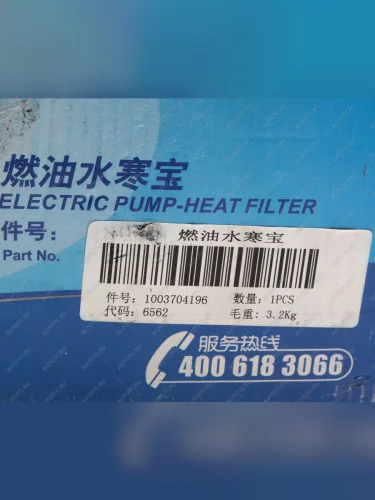 燃油水寒宝
ELECTRIC PUMP-HEAT FILTER
件号:
Part No.
燃油水寒宝
件号: 1003704196 数量: 1PCS
代码: 6562 毛重: 3.2Kg
服务热线
400 618 3066